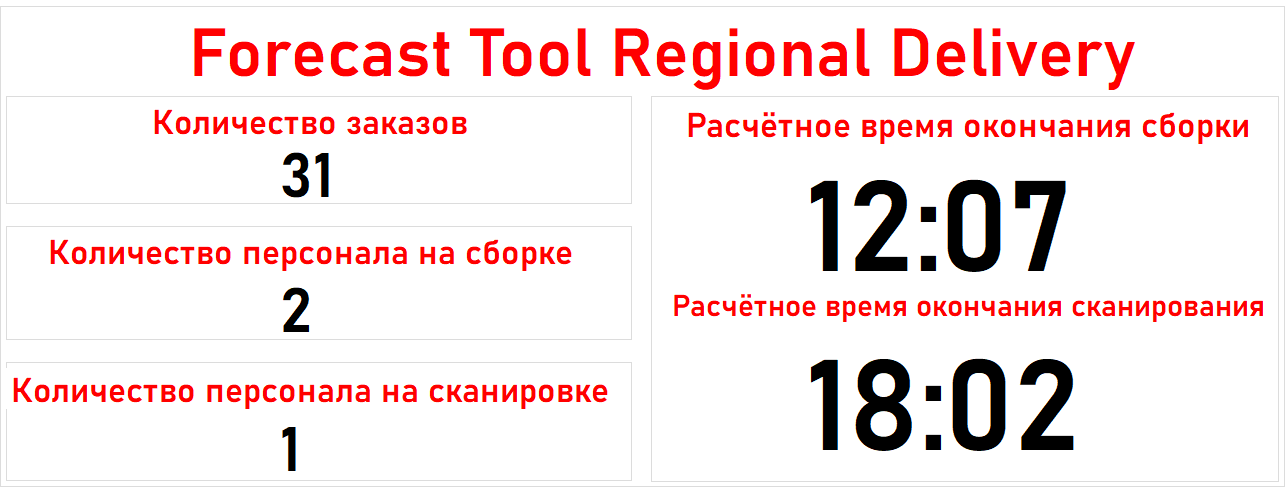 Forecast Tool Regional Delivery
Количество заказов
31
Количество персонала на сборке
2
Количество персонала на сканировке
1
Расчётное время окончания сборки
12:07
Расчётное время окончания сканирования
18:02